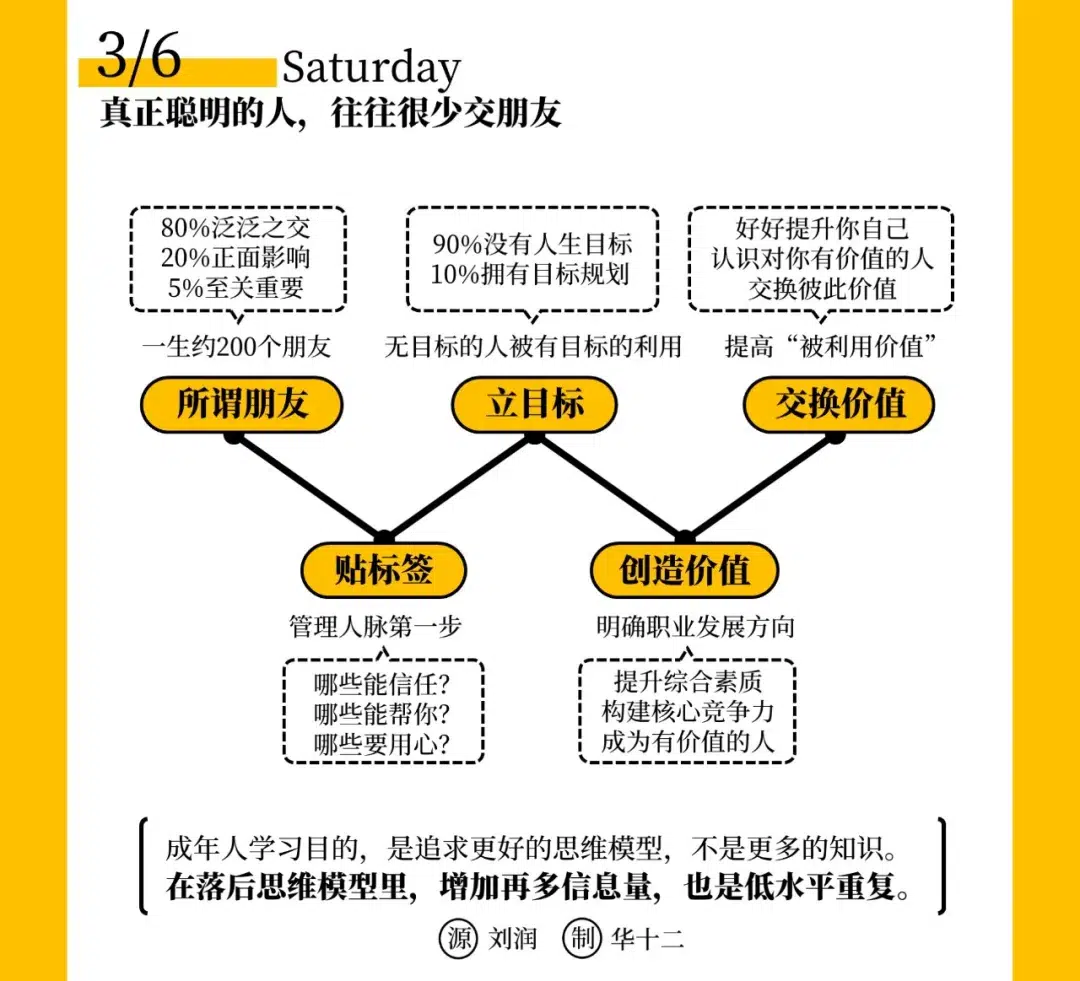 3/6 Saturday
真正聪明的人，往往很少交朋友
80%泛泛之交
20%正面影响
5%至关重要
一生约200个朋友
所谓朋友
90%没有人生目标
10%拥有目标规划
无目标的人被有目标的利用
立目标
好好提升你自己
认识对你有价值的人
交换彼此价值
提高“被利用价值”
交换价值
贴标签
管理人脉第一步
哪些能信任？
哪些能帮你？
哪些要用心？
创造价值
明确职业发展方向
提升综合素质
构建核心竞争力
成为有价值的人
成年人学习目的，是追求更好的思维模型，不是更多的知识。
在落后思维模型里，增加再多信息量，也是低水平重复。
源 刘润 制 华十二